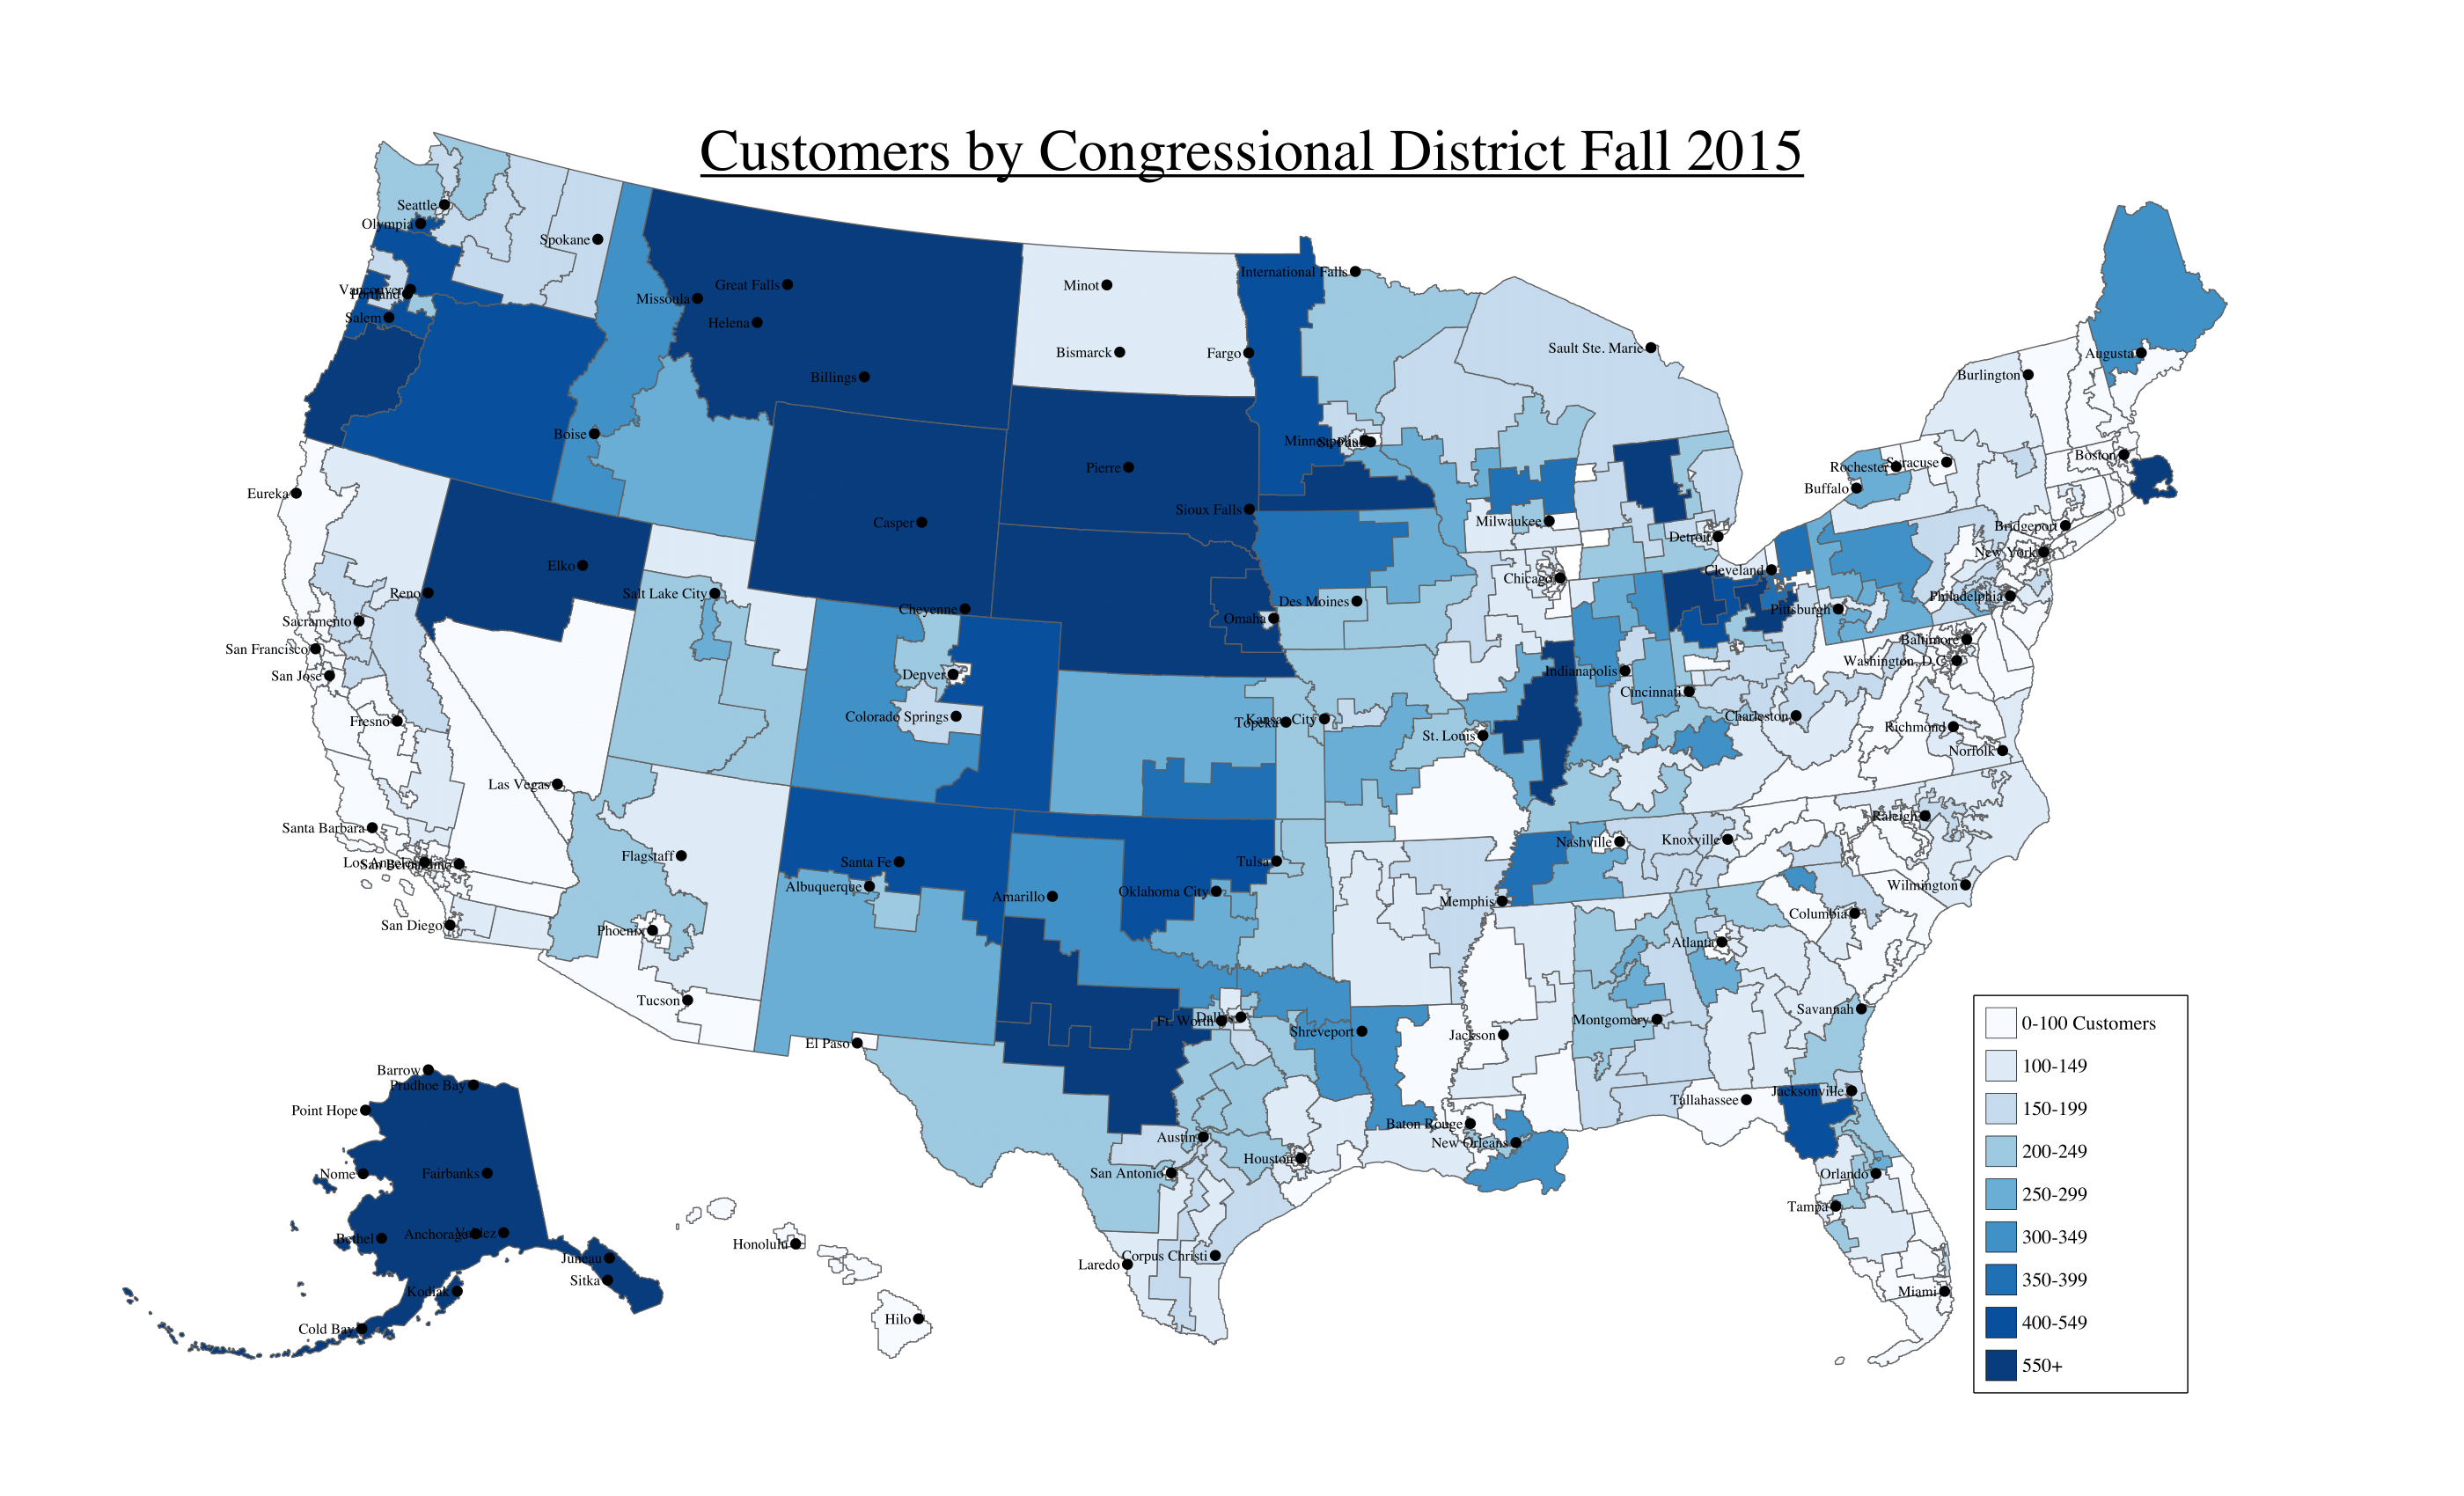 Customers by Congressional District Fall 2015
Seattle
Olympia
Spokane
Vancouver
Portland
Salem
Missoula
Great Falls
Helena
Billings
Minot
Bismarck
Fargo
International Falls
Sault Ste. Marie
Augusta
Burlington
Boise
Minneapolis
St. Paul
Pierre
Sioux Falls
Eureka
Casper
Milwaukee
Rochester
Syracuse
Buffalo
Boston
Bridgeport
Detroit
New York
Elko
Reno
Salt Lake City
Cheyenne
Omaha
Des Moines
Chicago
Cleveland
Pittsburgh
Philadelphia
Sacramento
San Francisco
San Jose
Denver
Indianapolis
Baltimore
Washington, D.C.
Cincinnati
Colorado Springs
Topeka
Kansas City
St. Louis
Charleston
Richmond
Norfolk
Fresno
Las Vegas
Santa Barbara
Los Angeles
San Bernardino
Flagstaff
Santa Fe
Albuquerque
Amarillo
Oklahoma City
Tulsa
Nashville
Knoxville
Raleigh
Memphis
Wilmington
Columbia
San Diego
Phoenix
Atlanta
Tucson
El Paso
Ft. Worth
Dallas
Shreveport
Jackson
Montgomery
Savannah
0-100 Customers
100-149
150-199
200-249
250-299
300-349
350-399
400-549
550+
Barrow
Prudhoe Bay
Point Hope
Nome
Fairbanks
Bethel
Anchorage
Valdez
Juneau
Sitka
Kodiak
Cold Bay
Honolulu
Hilo
Austin
San Antonio
Houston
Baton Rouge
New Orleans
Tallahassee
Jacksonville
Orlando
Tampa
Laredo
Corpus Christi
Miami